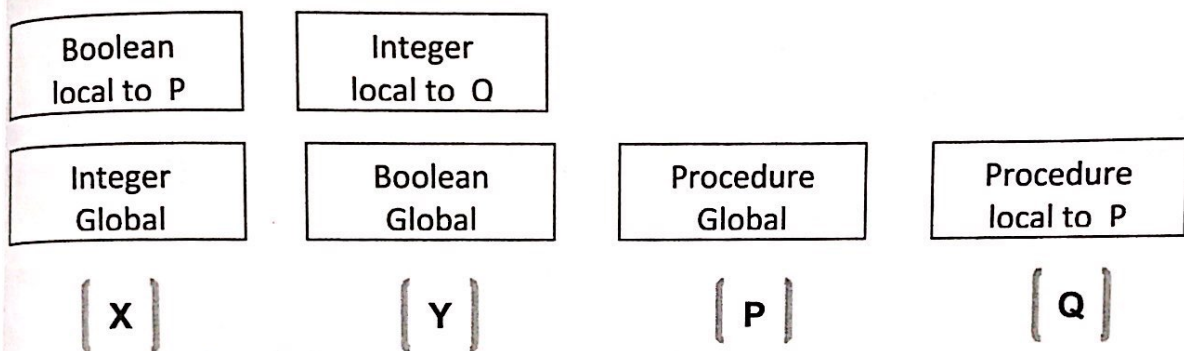 Boolean
local to P
Integer
local to Q
Integer
Global
Boolean
Global
Procedure
Global
Procedure
local to P
X
Y
P
Q